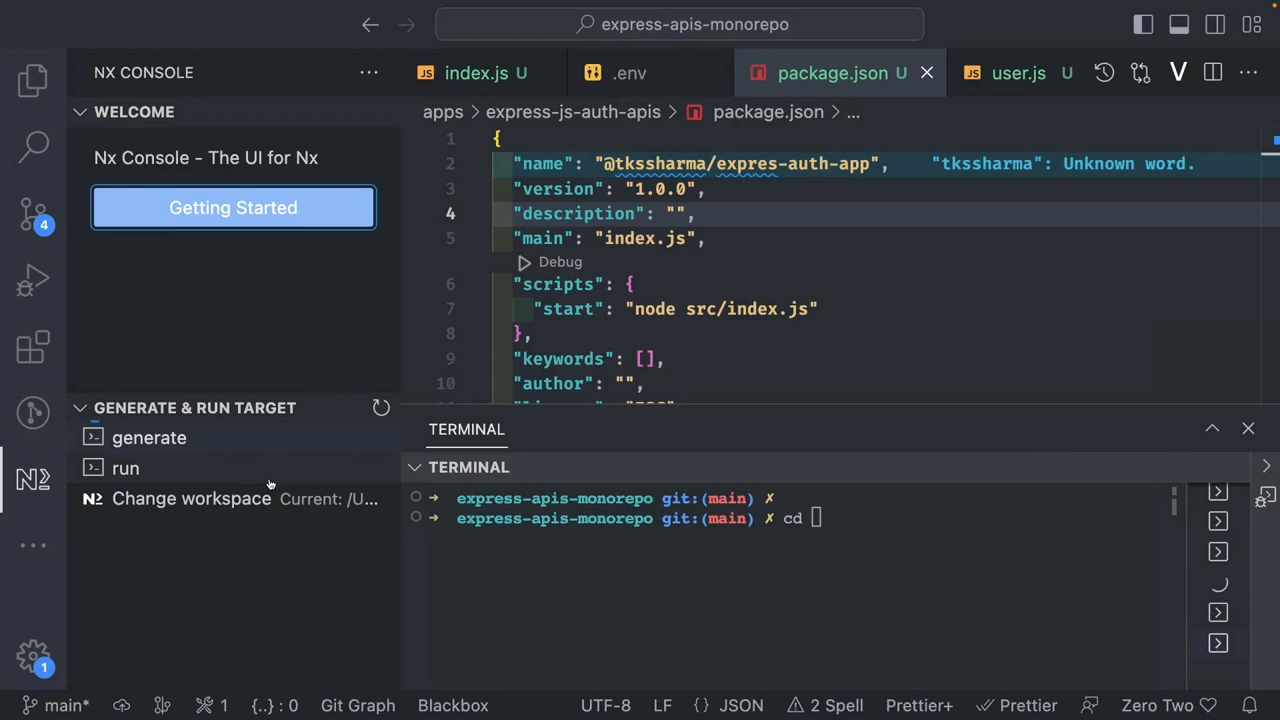 express-apis-monorepo
NX CONSOLE
index.js U
.env
package.json U
user.js U
WELCOME
apps > express-js-auth-apis > package.json > ...
Nx Console - The UI for Nx
Getting Started
1 {
2 "name": "@tkssharma/expres-auth-app", "tkssharma": Unknown word.
3 "version": "1.0.0",
4 "description": "",
5 "main": "index.js",
Debug
6 "scripts": {
7 "start": "node src/index.js"
8 },
9 "keywords": [],
10 "author": "",
4
GENERATE & RUN TARGET
generate
run
Change workspace Current: /U...
TERMINAL
TERMINAL
→ express-apis-monorepo git:(main) ✗
→ express-apis-monorepo git:(main) ✗ cd
1
main* 1 {..} : 0 Git Graph Blackbox UTF-8 LF {} JSON 2 Spell Prettier+ Prettier Zero Two